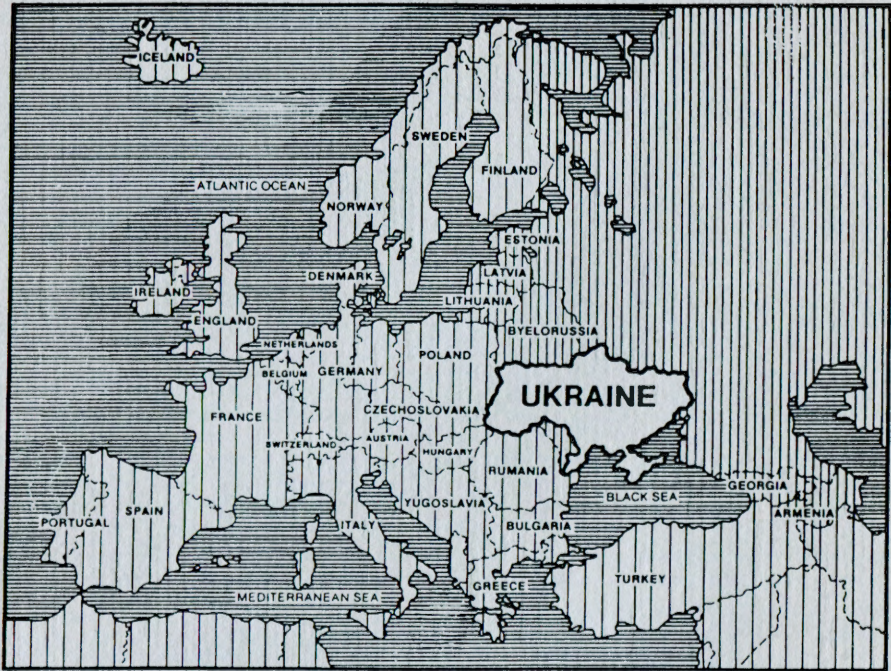 ICELAND
SWEDEN
FINLAND
ATLANTIC OCEAN
NORWAY
ESTONIA
LATVIA
DENMARK
IRELAND
LITHUANIA
ENGLAND
BYELORUSSIA
NETHERLANDS
POLAND
BELGIUM
GERMANY
UKRAINE
FRANCE
CZECHOSLOVAKIA
SWITZERLAND
AUSTRIA
HUNGARY
RUMANIA
GEORGIA
BLACK SEA
YUGOSLAVIA
SPAIN
ARMENIA
PORTUGAL
ITALY
BULGARIA
TURKEY
GREECE
MEDITERRANEAN SEA